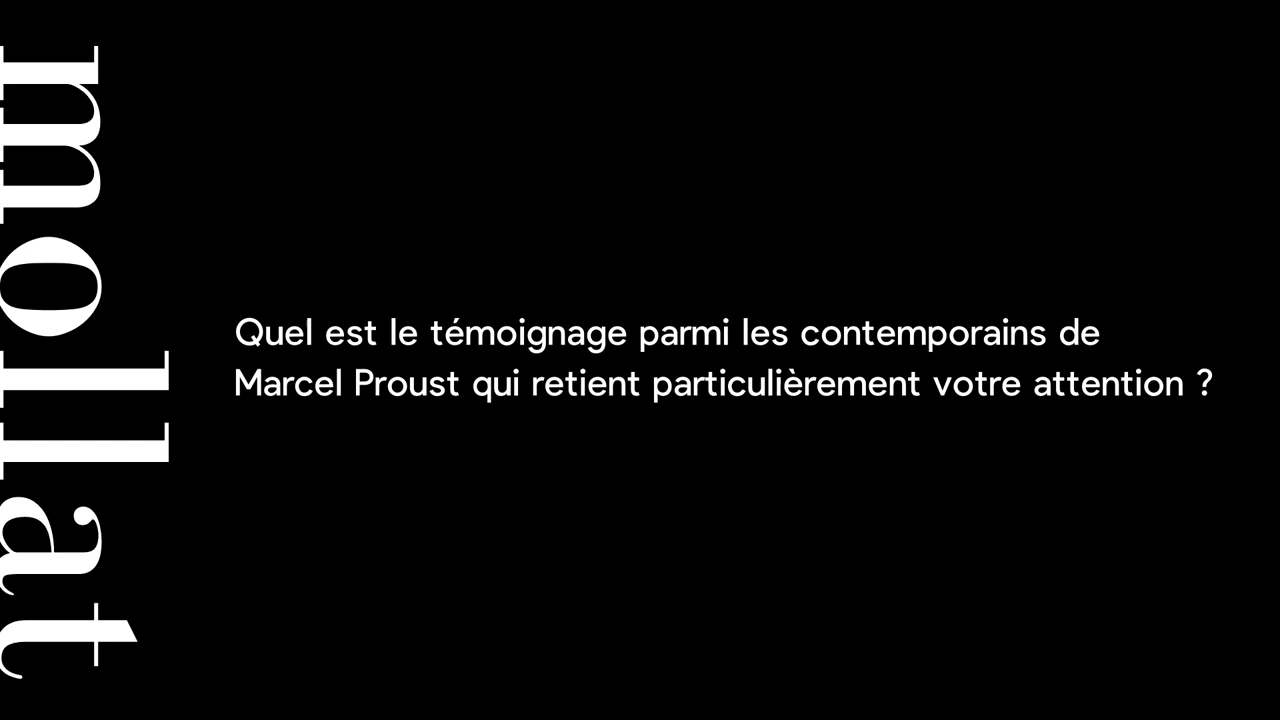 mollat
Quel est le témoignage parmi les contemporains de
Marcel Proust qui retient particulièrement votre attention ?